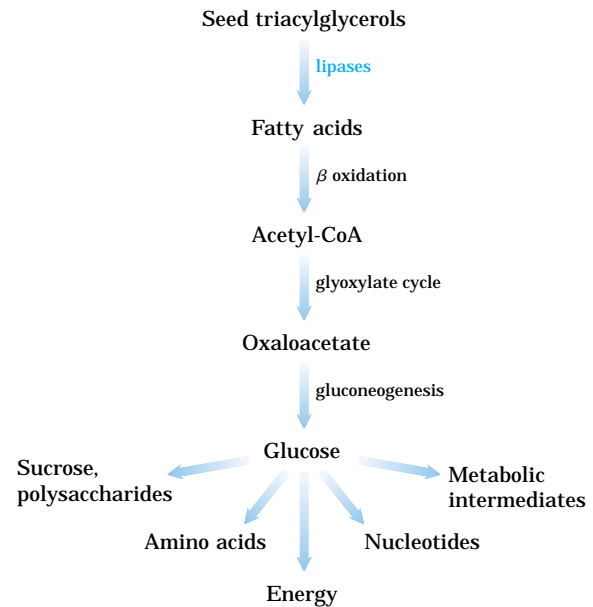 Seed triacylglycerols
lipases
Fatty acids
β oxidation
Acetyl-CoA
glyoxylate cycle
Oxaloacetate
gluconeogenesis
Glucose
Sucrose,
polysaccharides
Metabolic
intermediates
Amino acids
Nucleotides
Energy